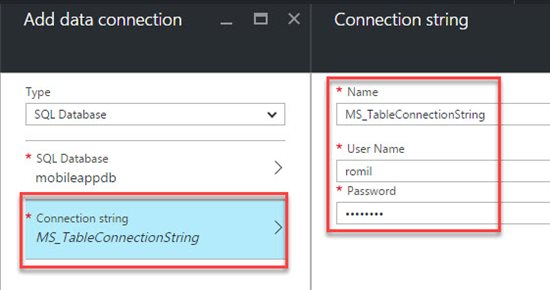 Add data connection
Type
SQL Database
* SQL Database
mobileappdb
* Connection string
MS_TableConnectionString
Connection string
* Name
MS_TableConnectionString
* User Name
romil
* Password
••••••••